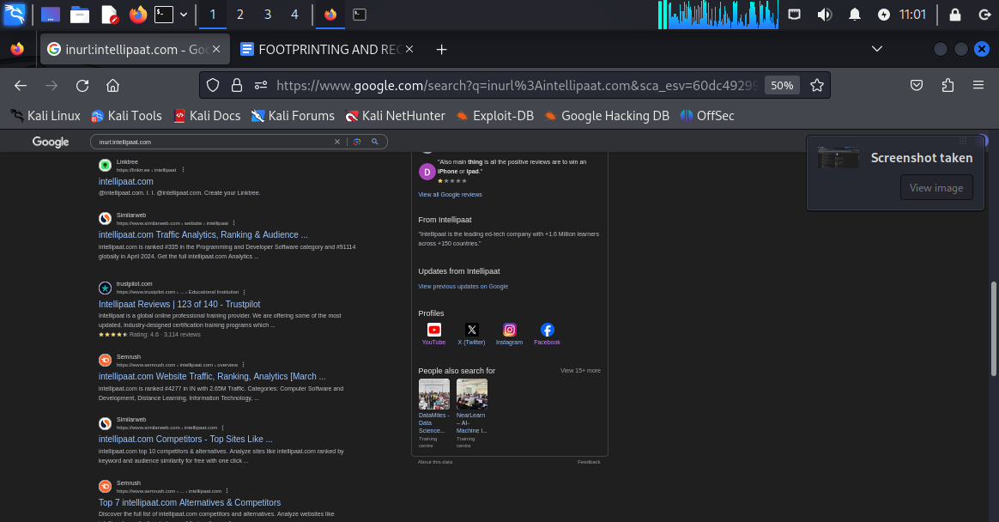 1 2 3 4 11:01
inurl:intellipaat.com - Goo FOOTPRINTING AND REC
https://www.google.com/search?q=inurl%3Aintellipaat.com&sca_esv=60dc49299 50%
Kali Linux Kali Tools Kali Docs Kali Forums Kali NetHunter Exploit-DB Google Hacking DB OffSec
Google inurl:intellipaat.com
Screenshot taken
View image
Linktree
https://linktr.ee › intellipaat
intellipaat.com
@intellipaat.com. I. I. @intellipaat.com. Create your Linktree.
Similarweb
https://www.similarweb.com › website › intellipaat
intellipaat.com Traffic Analytics, Ranking & Audience ...
intellipaat.com is ranked #335 in the Programming and Developer Software category and #91114
globally in April 2024. Get the full intellipaat.com Analytics ...
trustpilot.com
https://www.trustpilot.com › ... › Educational Institution
Intellipaat Reviews | 123 of 140 - Trustpilot
Intellipaat is a global online professional training provider. We are offering some of the most
updated, industry-designed certification training programs which ...
Rating: 4.6 · 3,114 reviews
Semrush
https://www.semrush.com › intellipaat.com › overview
intellipaat.com Website Traffic, Ranking, Analytics [March ...
intellipaat.com is ranked #4277 in IN with 2.65M Traffic. Categories: Computer Software and
Development, Distance Learning, Information Technology, ...
Similarweb
https://www.similarweb.com › intellipaat.com
intellipaat.com Competitors - Top Sites Like ...
intellipaat.com top 10 competitors & alternatives. Analyze sites like intellipaat.com ranked by
keyword and audience similarity for free with one click ...
Semrush
https://www.semrush.com › ... › intellipaat.com
Top 7 intellipaat.com Alternatives & Competitors
Discover the full list of intellipaat.com competitors and alternatives. Analyze websites like
D
"Also main thing is all the positive reviews are to win an
iPhone or ipad."
View all Google reviews
From Intellipaat
"Intellipaat is the leading ed-tech company with +1.6 Million learners
across +150 countries."
Updates from Intellipaat
View previous updates on Google
Profiles
YouTube X (Twitter) Instagram Facebook
People also search for View 15+ more
DataMites -
Data
Science...
Training
centre
NearLearn
– AI-
Machine l...
Training
centre
About this data Feedback